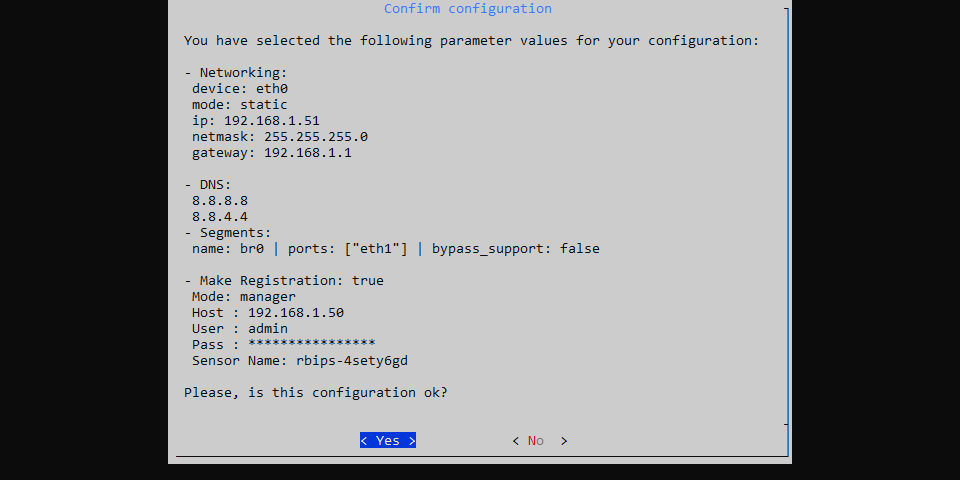 Confirm configuration
You have selected the following parameter values for your configuration:
- Networking:
device: eth0
mode: static
ip: 192.168.1.51
netmask: 255.255.255.0
gateway: 192.168.1.1
- DNS:
8.8.8.8
8.8.4.4
- Segments:
name: br0 | ports: ["eth1"] | bypass_support: false
- Make Registration: true
Mode: manager
Host : 192.168.1.50
User : admin
Pass : ****************
Sensor Name: rbips-4sety6gd
Please, is this configuration ok?
< Yes > < No >